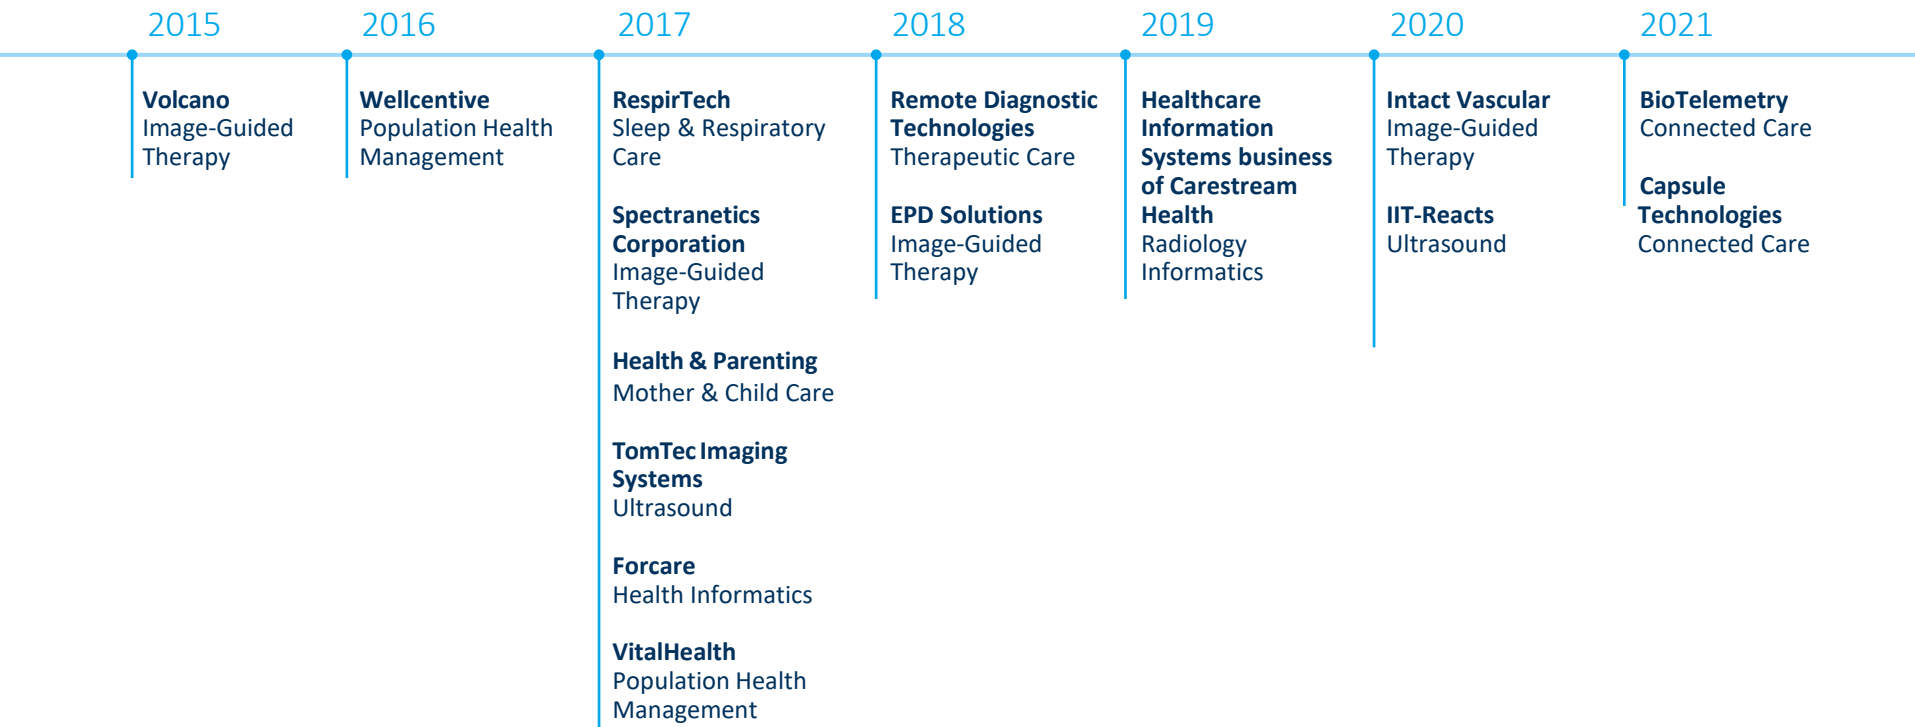 2015
Volcano
Image-Guided
Therapy
2016
Wellcentive
Population Health
Management
2017
RespirTech
Sleep & Respiratory
Care
Spectranetics
Corporation
Image-Guided
Therapy
Health & Parenting
Mother & Child Care
TomTec Imaging
Systems
Ultrasound
Forcare
Health Informatics
VitalHealth
Population Health
Management
2018
Remote Diagnostic
Technologies
Therapeutic Care
EPD Solutions
Image-Guided
Therapy
2019
Healthcare
Information
Systems business
of Carestream
Health
Radiology
Informatics
2020
Intact Vascular
Image-Guided
Therapy
IIT-Reacts
Ultrasound
2021
BioTelemetry
Connected Care
Capsule
Technologies
Connected Care